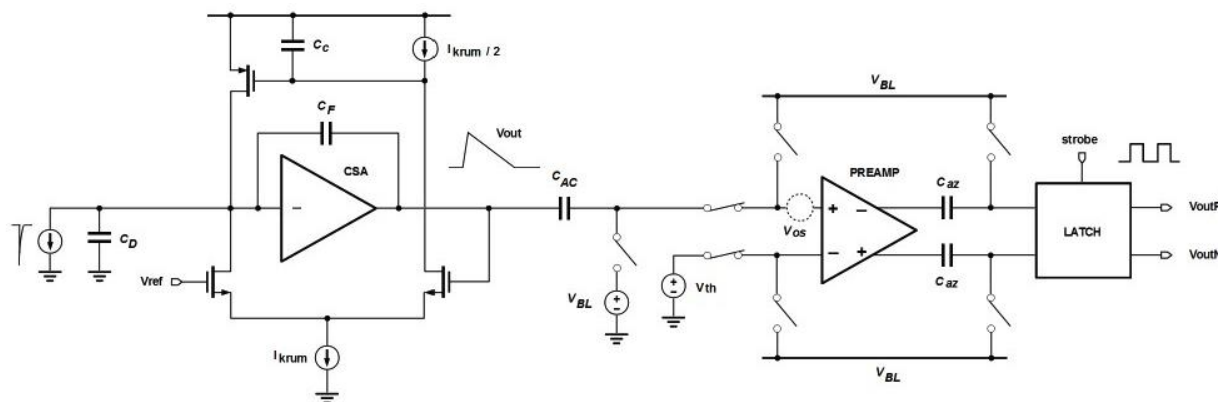 C_C
I_krum / 2
C_F
Vout
CSA
C_AC
C_D
Vref
I_krum
V_BL
V_BL
Vth
V_os
PREAMP
C_az
C_az
V_BL
strobe
LATCH
VoutP
VoutN